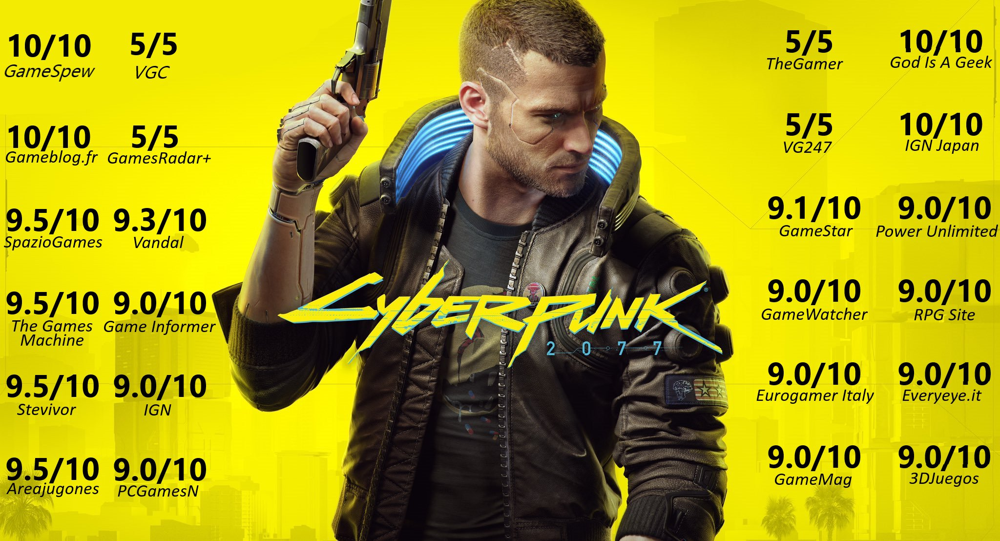 10/10
GameSpew
5/5
VGC
10/10
Gameblog.fr
5/5
GamesRadar+
9.5/10
SpazioGames
9.3/10
Vandal
9.5/10
The Games
Machine
9.0/10
Game Informer
9.5/10
Stevivor
9.0/10
IGN
9.5/10
Areajugones
9.0/10
PCGamesN
Cyberpunk®
2077
5/5
TheGamer
10/10
God Is A Geek
5/5
VG247
10/10
IGN Japan
9.1/10
GameStar
9.0/10
Power Unlimited
9.0/10
GameWatcher
9.0/10
RPG Site
9.0/10
Eurogamer Italy
9.0/10
Everyeye.it
9.0/10
GameMag
9.0/10
3DJuegos